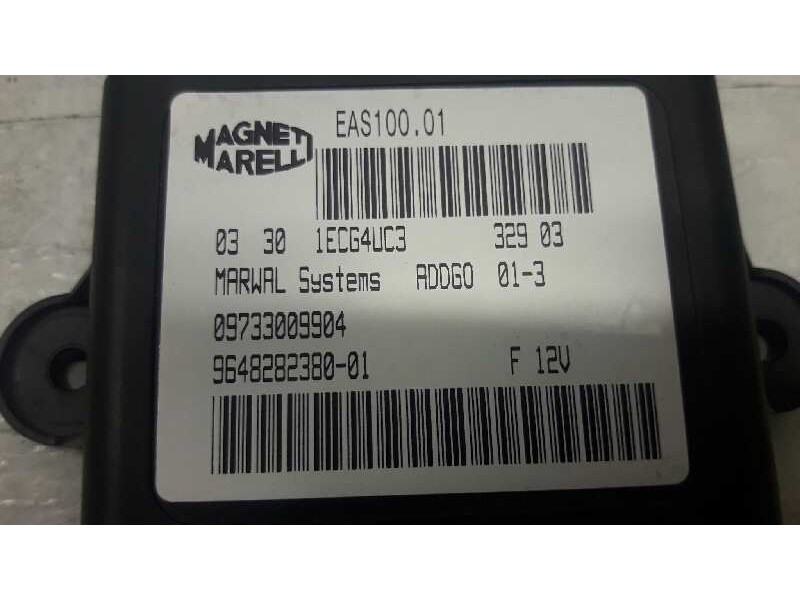 MAGNETI MARELLI
EAS100.01
03 30 1ECG4UC3 329 03
MARWAL Systems ADDGO 01-3
09733009904
9648282380-01 F 12V